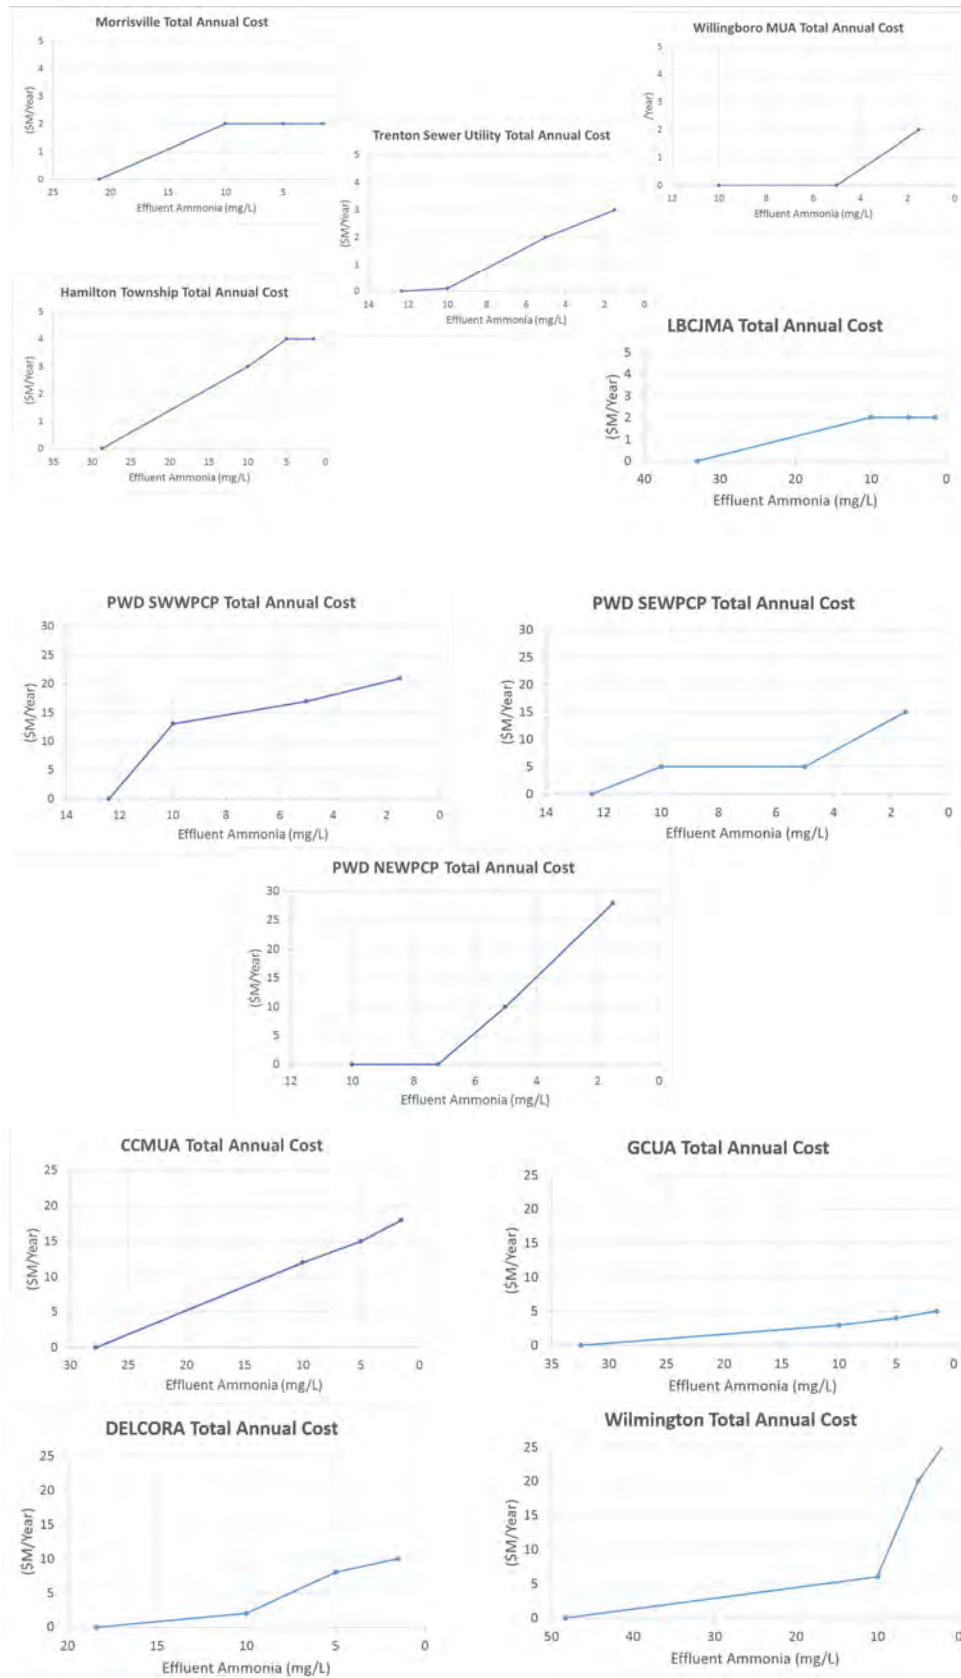 Morrisville Total Annual Cost
($M/Year)
5
4
3
2
1
0
25 20 15 10 5
Effluent Ammonia (mg/L)
Willingboro MUA Total Annual Cost
/Year)
5
4
3
2
1
0
12 10 8 6 4 2 0
Effluent Ammonia (mg/L)
Trenton Sewer Utility Total Annual Cost
($M/Year)
5
4
3
2
1
0
14 12 10 8 6 4 2 0
Effluent Ammonia (mg/L)
Hamilton Township Total Annual Cost
($M/Year)
5
4
3
2
1
0
35 30 25 20 15 10 5 0
Effluent Ammonia (mg/L)
LBCJMA Total Annual Cost
($M/Year)
5
4
3
2
1
0
40 30 20 10 0
Effluent Ammonia (mg/L)
PWD SWWPCP Total Annual Cost
($M/Year)
30
25
20
15
10
5
0
14 12 10 8 6 4 2 0
Effluent Ammonia (mg/L)
PWD SEWPCP Total Annual Cost
($M/Year)
30
25
20
15
10
5
0
14 12 10 8 6 4 2 0
Effluent Ammonia (mg/L)
PWD NEWPCP Total Annual Cost
($M/Year)
30
25
20
15
10
5
0
12 10 8 6 4 2 0
Effluent Ammonia (mg/L)
CCMUA Total Annual Cost
($M/Year)
25
20
15
10
5
0
30 25 20 15 10 5 0
Effluent Ammonia (mg/L)
GCUA Total Annual Cost
($M/Year)
25
20
15
10
5
0
35 30 25 20 15 10 5 0
Effluent Ammonia (mg/L)
DELCORA Total Annual Cost
($M/Year)
25
20
15
10
5
0
20 15 10 5 0
Effluent Ammonia (mg/L)
Wilmington Total Annual Cost
($M/Year)
25
20
15
10
5
0
50 40 30 20 10 0
Effluent Ammonia (mg/L)